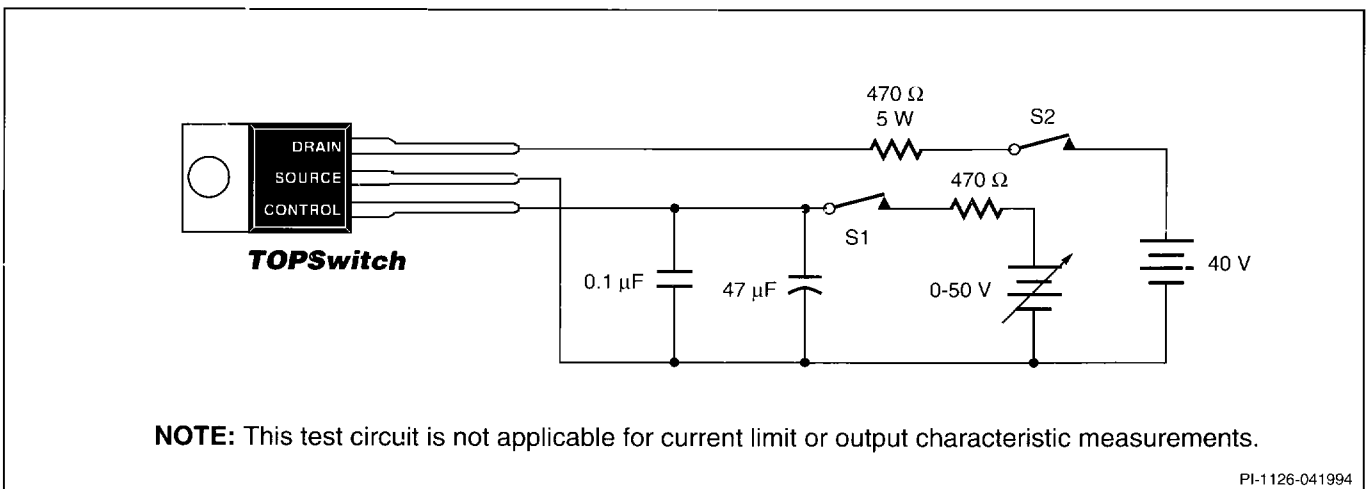 470 Ω
5 W
S2
DRAIN
SOURCE
470 Ω
CONTROL
S1
TOPSwitch
0.1 µF
47 µF
0-50 V
40 V
NOTE: This test circuit is not applicable for current limit or output characteristic measurements.
PI-1126-041994